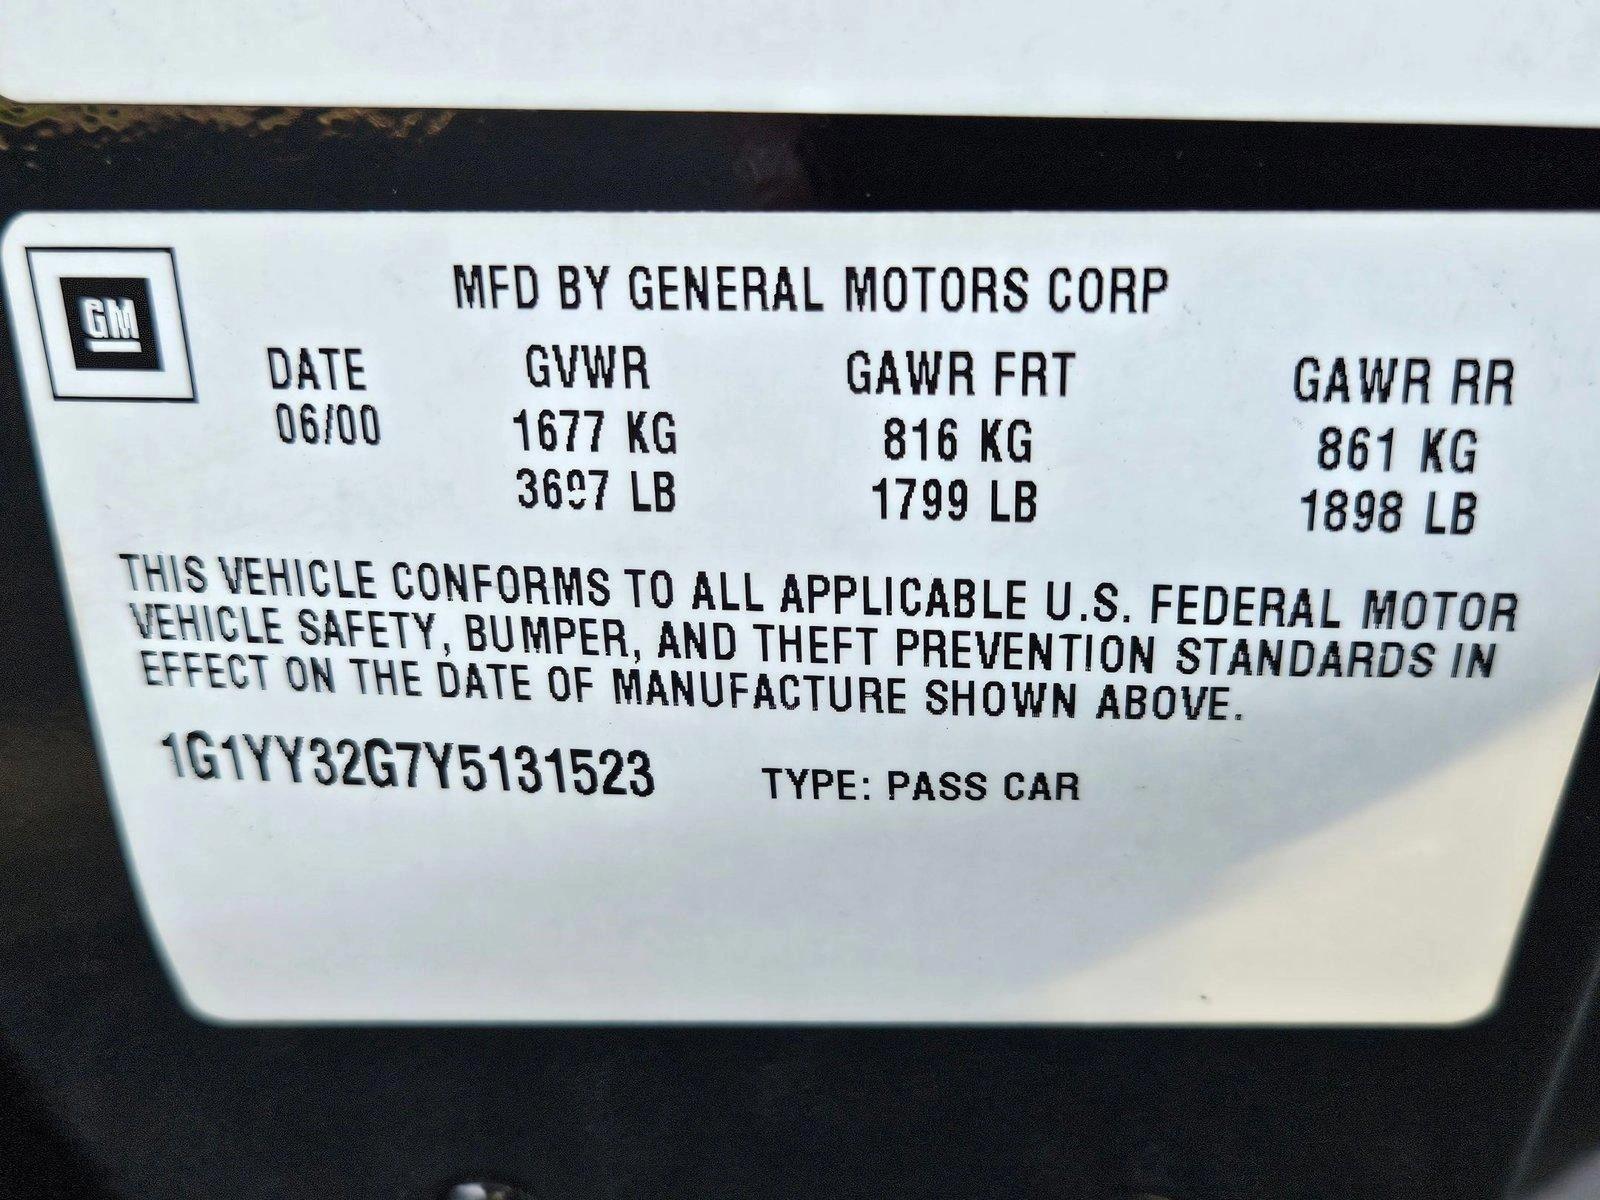 GM
MFD BY GENERAL MOTORS CORP
DATE GVWR GAWR FRT GAWR RR
06/00 1677 KG 816 KG 861 KG
3697 LB 1799 LB 1898 LB
THIS VEHICLE CONFORMS TO ALL APPLICABLE U.S. FEDERAL MOTOR
VEHICLE SAFETY, BUMPER, AND THEFT PREVENTION STANDARDS IN
EFFECT ON THE DATE OF MANUFACTURE SHOWN ABOVE.
1G1YY32G7Y5131523 TYPE: PASS CAR